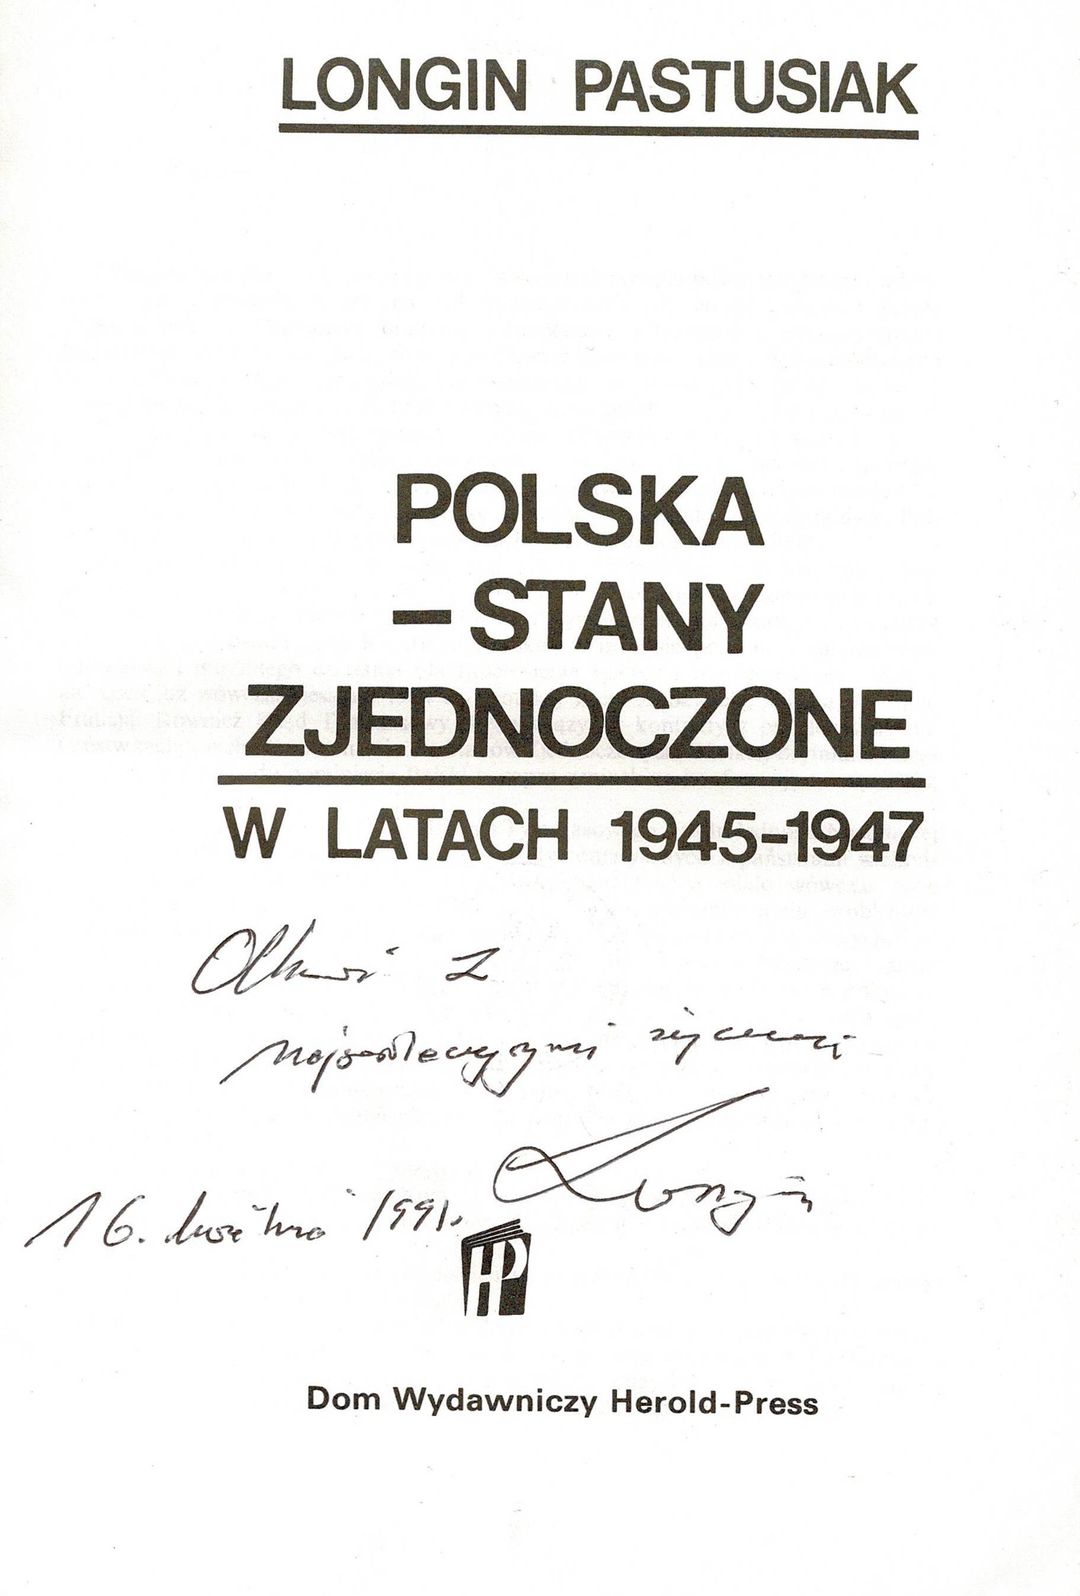 LONGIN PASTUSIAK
POLSKA
– STANY
ZJEDNOCZONE
W LATACH 1945–1947
z
najserdeczniejszymi życzeniami
Longin
16. kwietnia 1991.
HP
Dom Wydawniczy Herold-Press